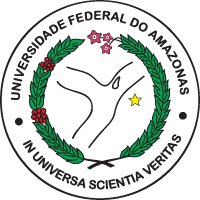 UNIVERSIDADE FEDERAL DO AMAZONAS
IN UNIVERSA SCIENTIA VERITAS